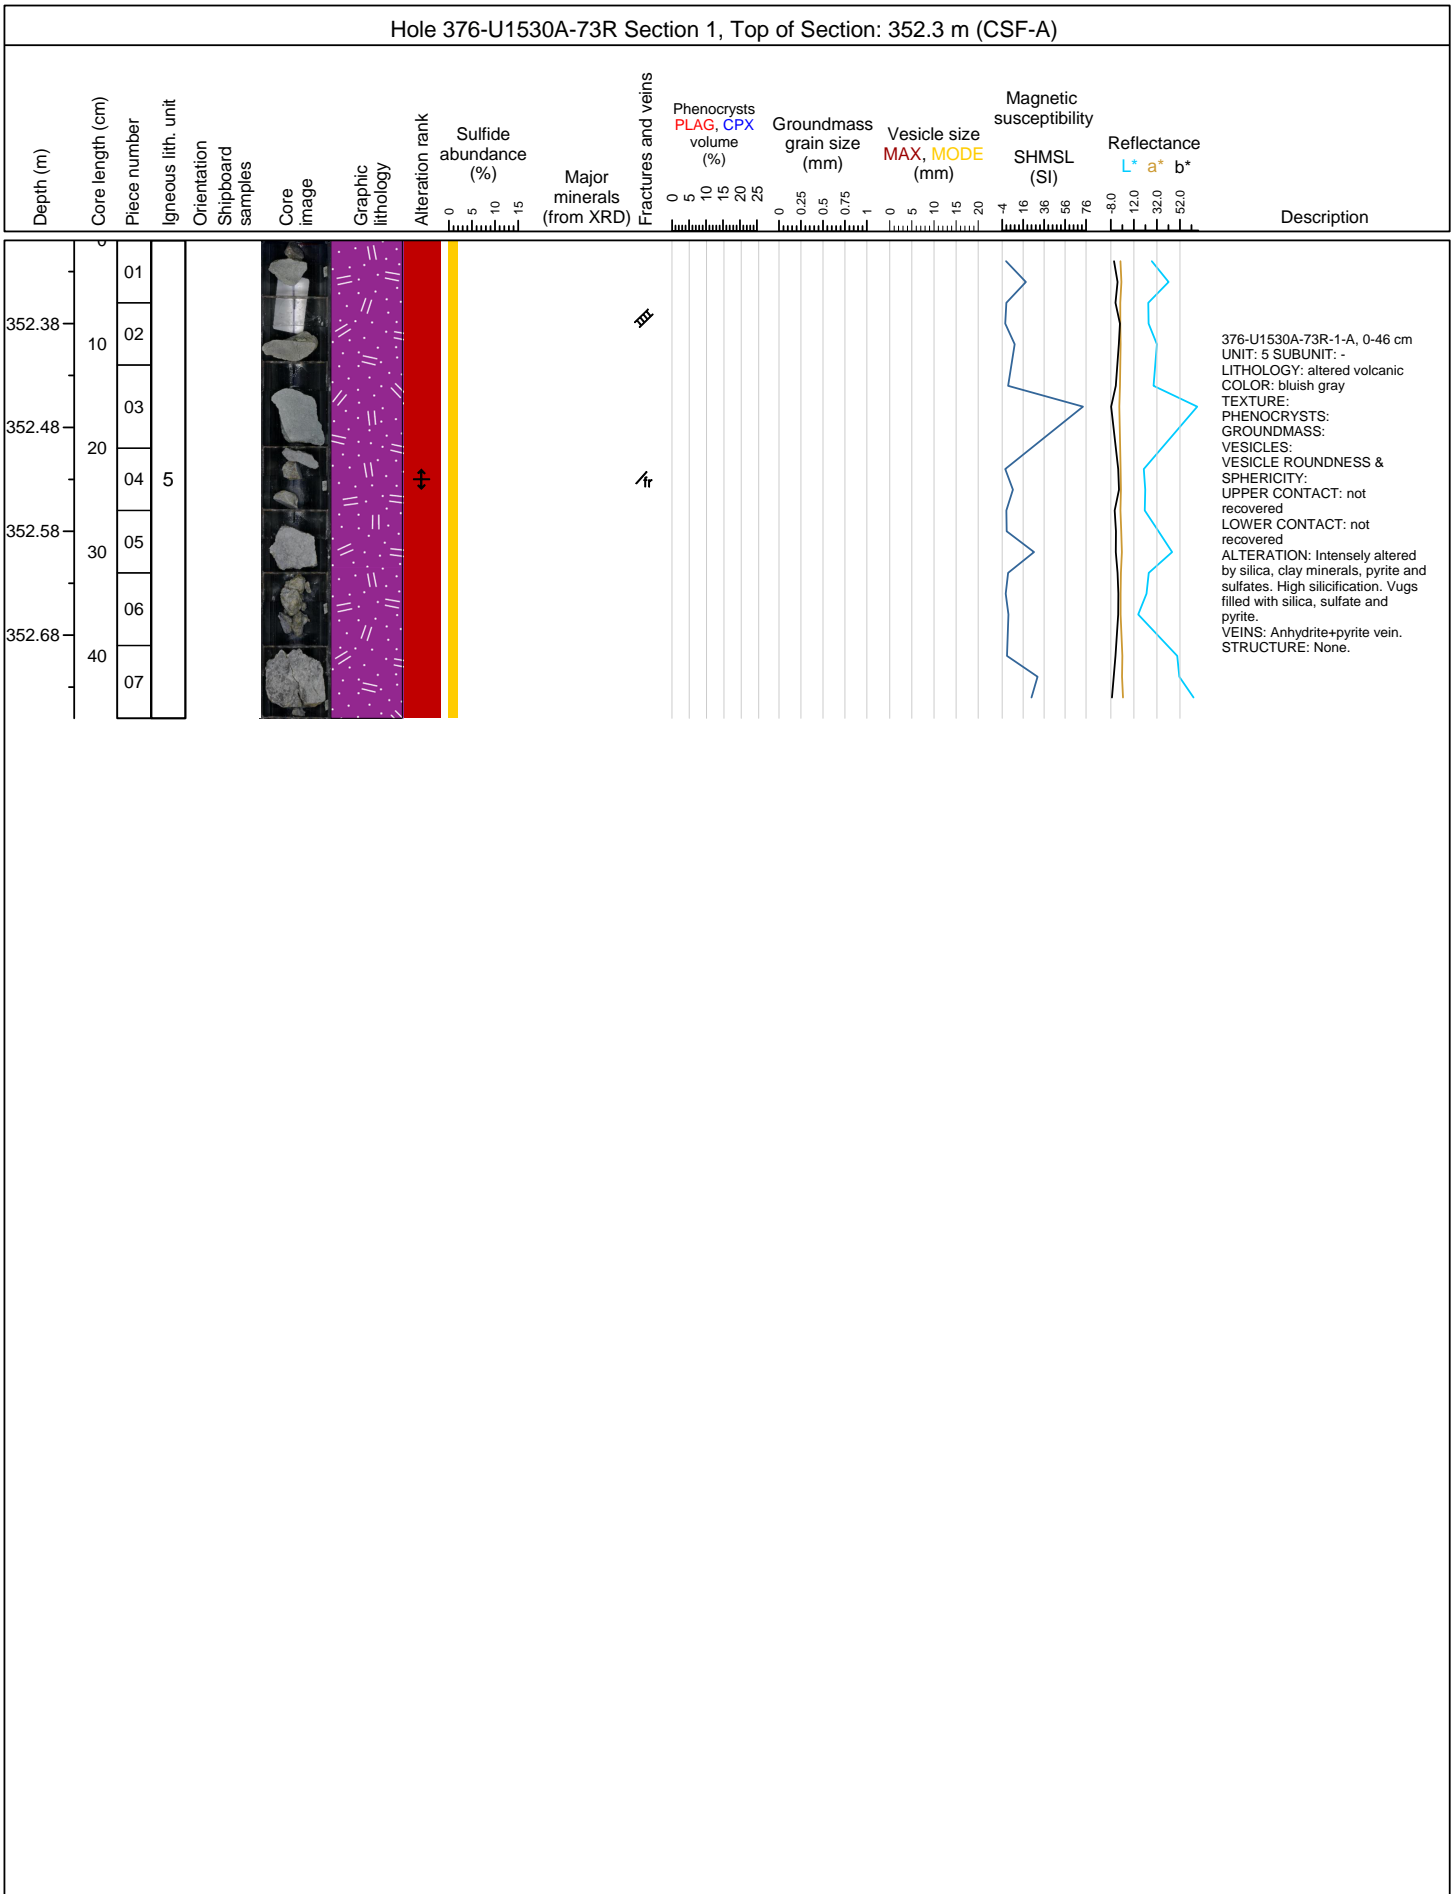 Hole 376-U1530A-73R Section 1, Top of Section: 352.3 m (CSF-A)
Depth (m)
Core length (cm)
Piece number
Igneous lith. unit
Orientation
Shipboard
samples
Core
image
Graphic
lithology
Alteration rank
Sulfide
abundance
(%)
0 5 10 15
Major
minerals
(from XRD)
Fractures and veins
Phenocrysts
PLAG, CPX
volume
(%)
0 5 10 15 20 25
Groundmass
grain size
(mm)
0 0.25 0.5 0.75 1
Vesicle size
MAX, MODE
(mm)
0 5 10 15 20
Magnetic
susceptibility
SHMSL
(SI)
-4 16 36 56 76
Reflectance
L* a* b*
-8.0 12.0 32.0 52.0
Description
0
01
352.38
10
02
03
352.48
20
04
5
fr
352.58
30
05
06
352.68
40
07
376-U1530A-73R-1-A, 0-46 cm
UNIT: 5 SUBUNIT: -
LITHOLOGY: altered volcanic
COLOR: bluish gray
TEXTURE:
PHENOCRYSTS:
GROUNDMASS:
VESICLES:
VESICLE ROUNDNESS &
SPHERICITY:
UPPER CONTACT: not
recovered
LOWER CONTACT: not
recovered
ALTERATION: Intensely altered
by silica, clay minerals, pyrite and
sulfates. High silicification. Vugs
filled with silica, sulfate and
pyrite.
VEINS: Anhydrite+pyrite vein.
STRUCTURE: None.